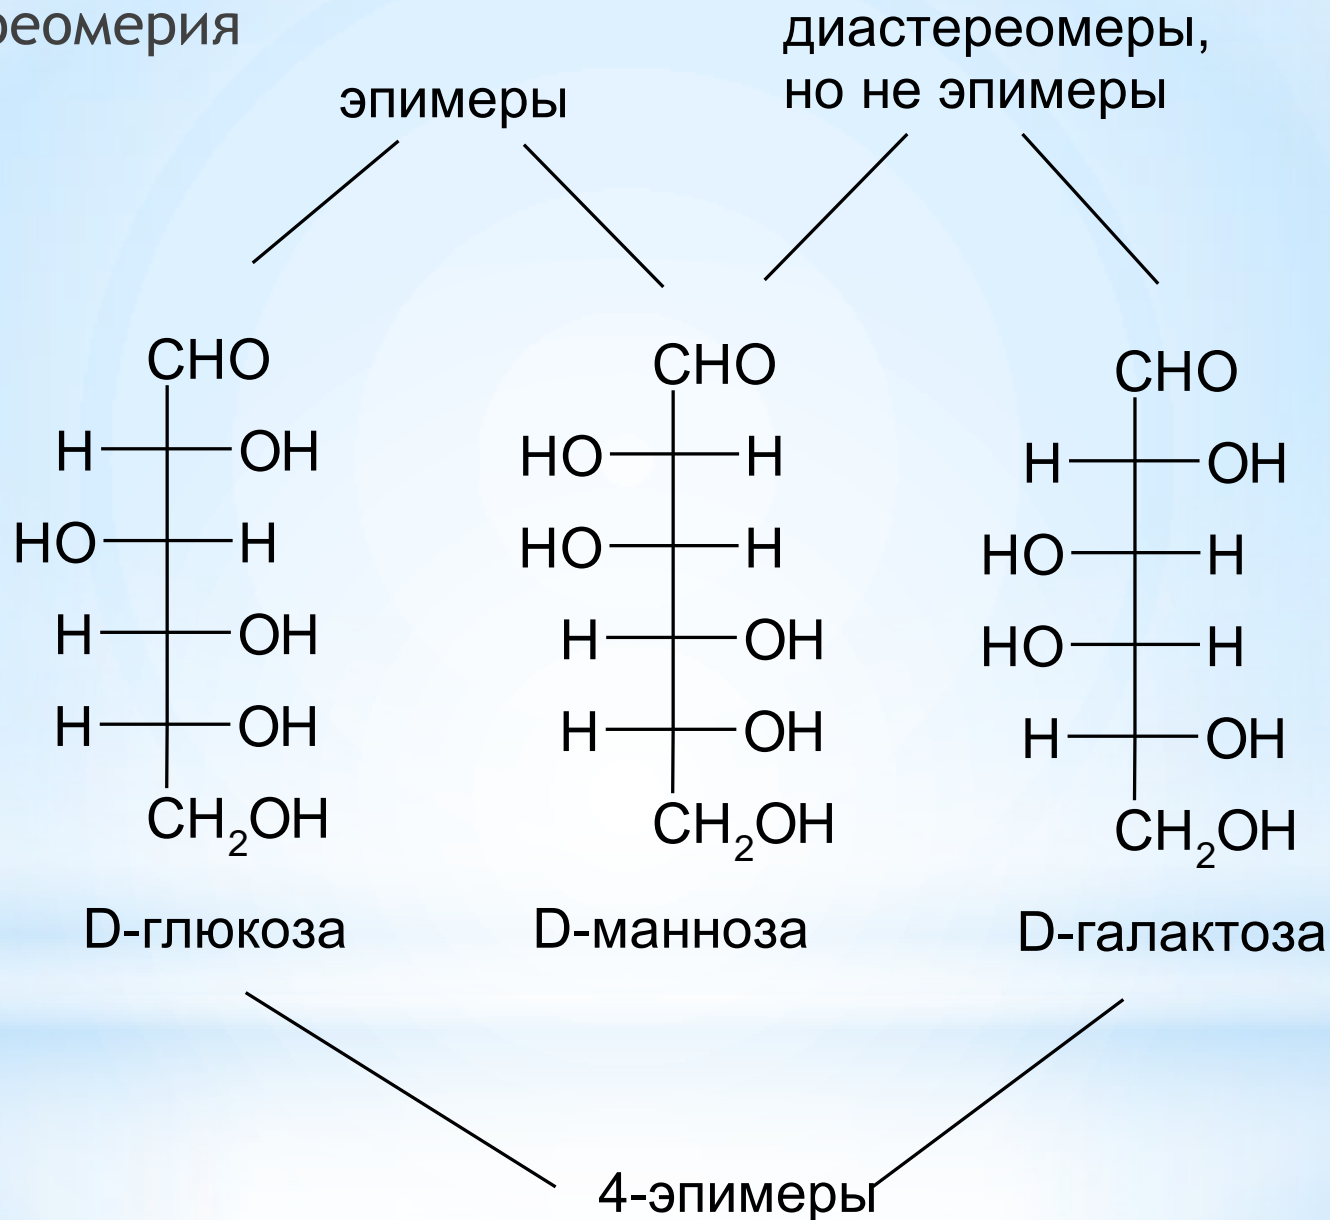 реомерия
эпимеры
диастереомеры,
но не эпимеры
CHO
H OH
HO H
H OH
H OH
CH₂OH
D-глюкоза
CHO
HO H
HO H
H OH
H OH
CH₂OH
D-манноза
CHO
H OH
HO H
HO H
H OH
CH₂OH
D-галактоза
4-эпимеры